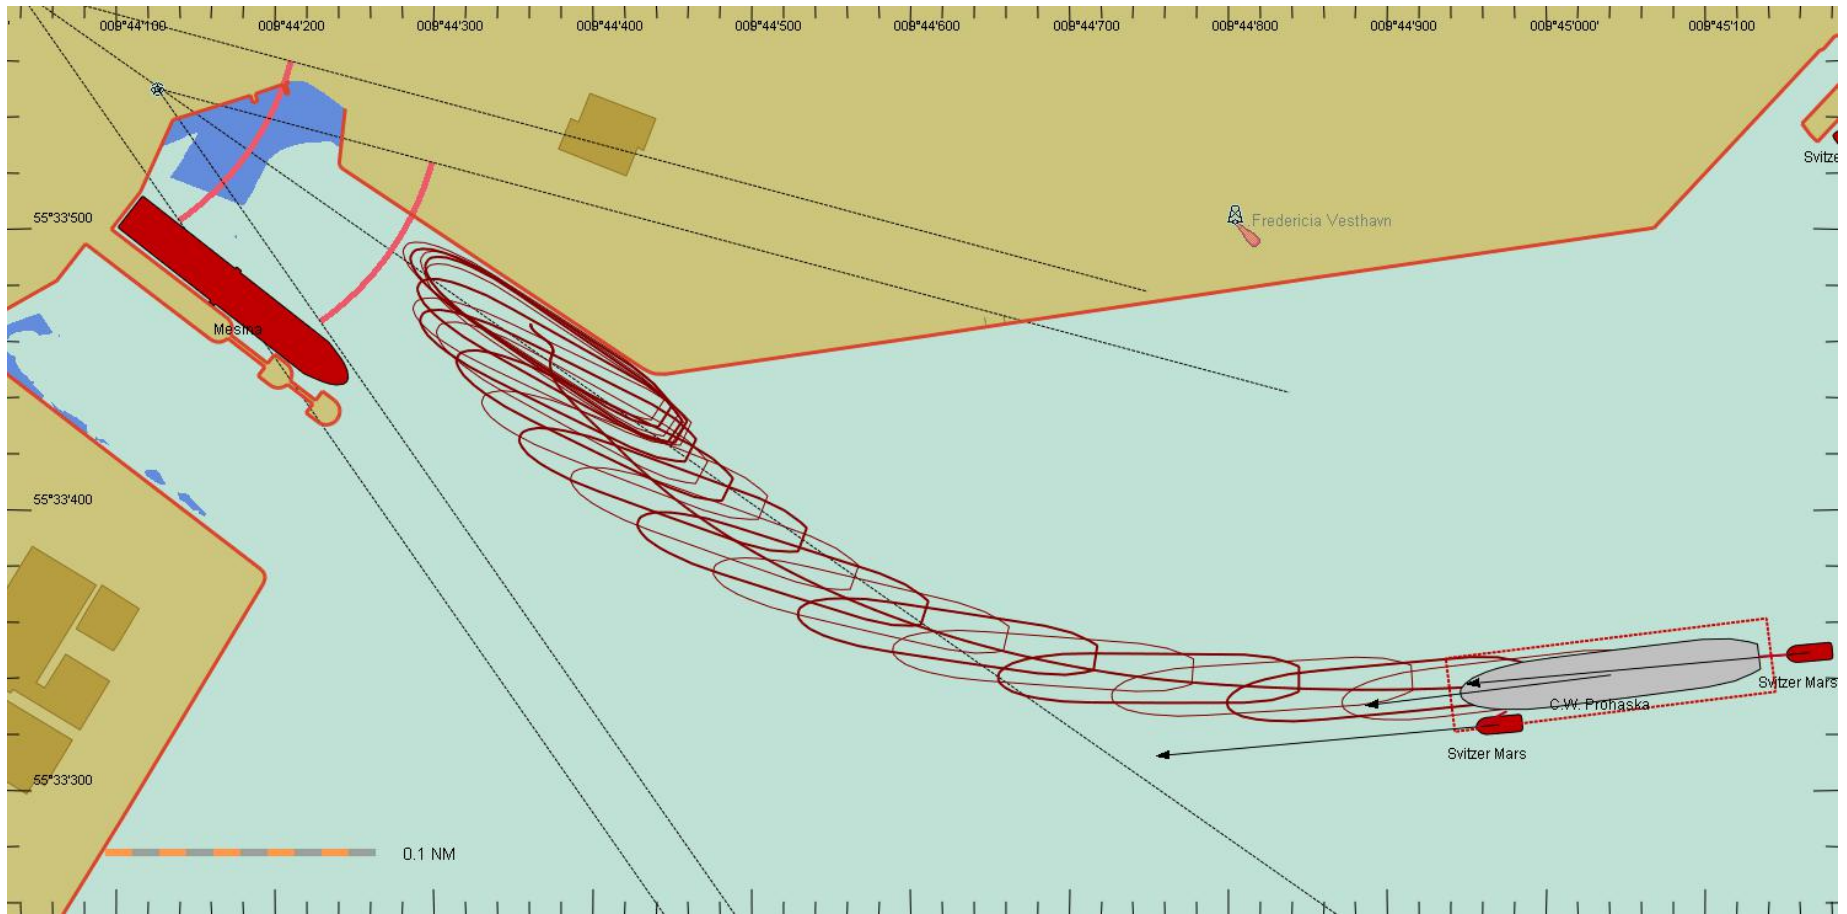 009°44'100 009°44'200 009°44'300 009°44'400 009°44'500 009°44'600 009°44'700 009°44'800 009°44'900 009°45'000' 009°45'100
Svitze
55°33'500
Fredericia Vesthavn
Mesina
55°33'400
Svitzer Mars
C.W. Prohaska
Svitzer Mars
55°33'300
0.1 NM